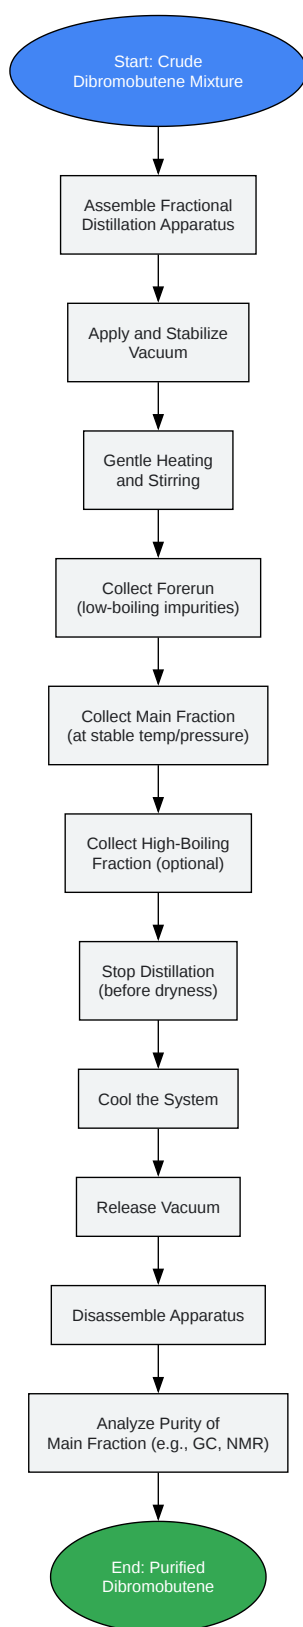 Start: Crude
Dibromobutene Mixture
Assemble Fractional
Distillation Apparatus
Apply and Stabilize
Vacuum
Gentle Heating
and Stirring
Collect Forerun
(low-boiling impurities)
Collect Main Fraction
(at stable temp/pressure)
Collect High-Boiling
Fraction (optional)
Stop Distillation
(before dryness)
Cool the System
Release Vacuum
Disassemble Apparatus
Analyze Purity of
Main Fraction (e.g., GC, NMR)
End: Purified
Dibromobutene